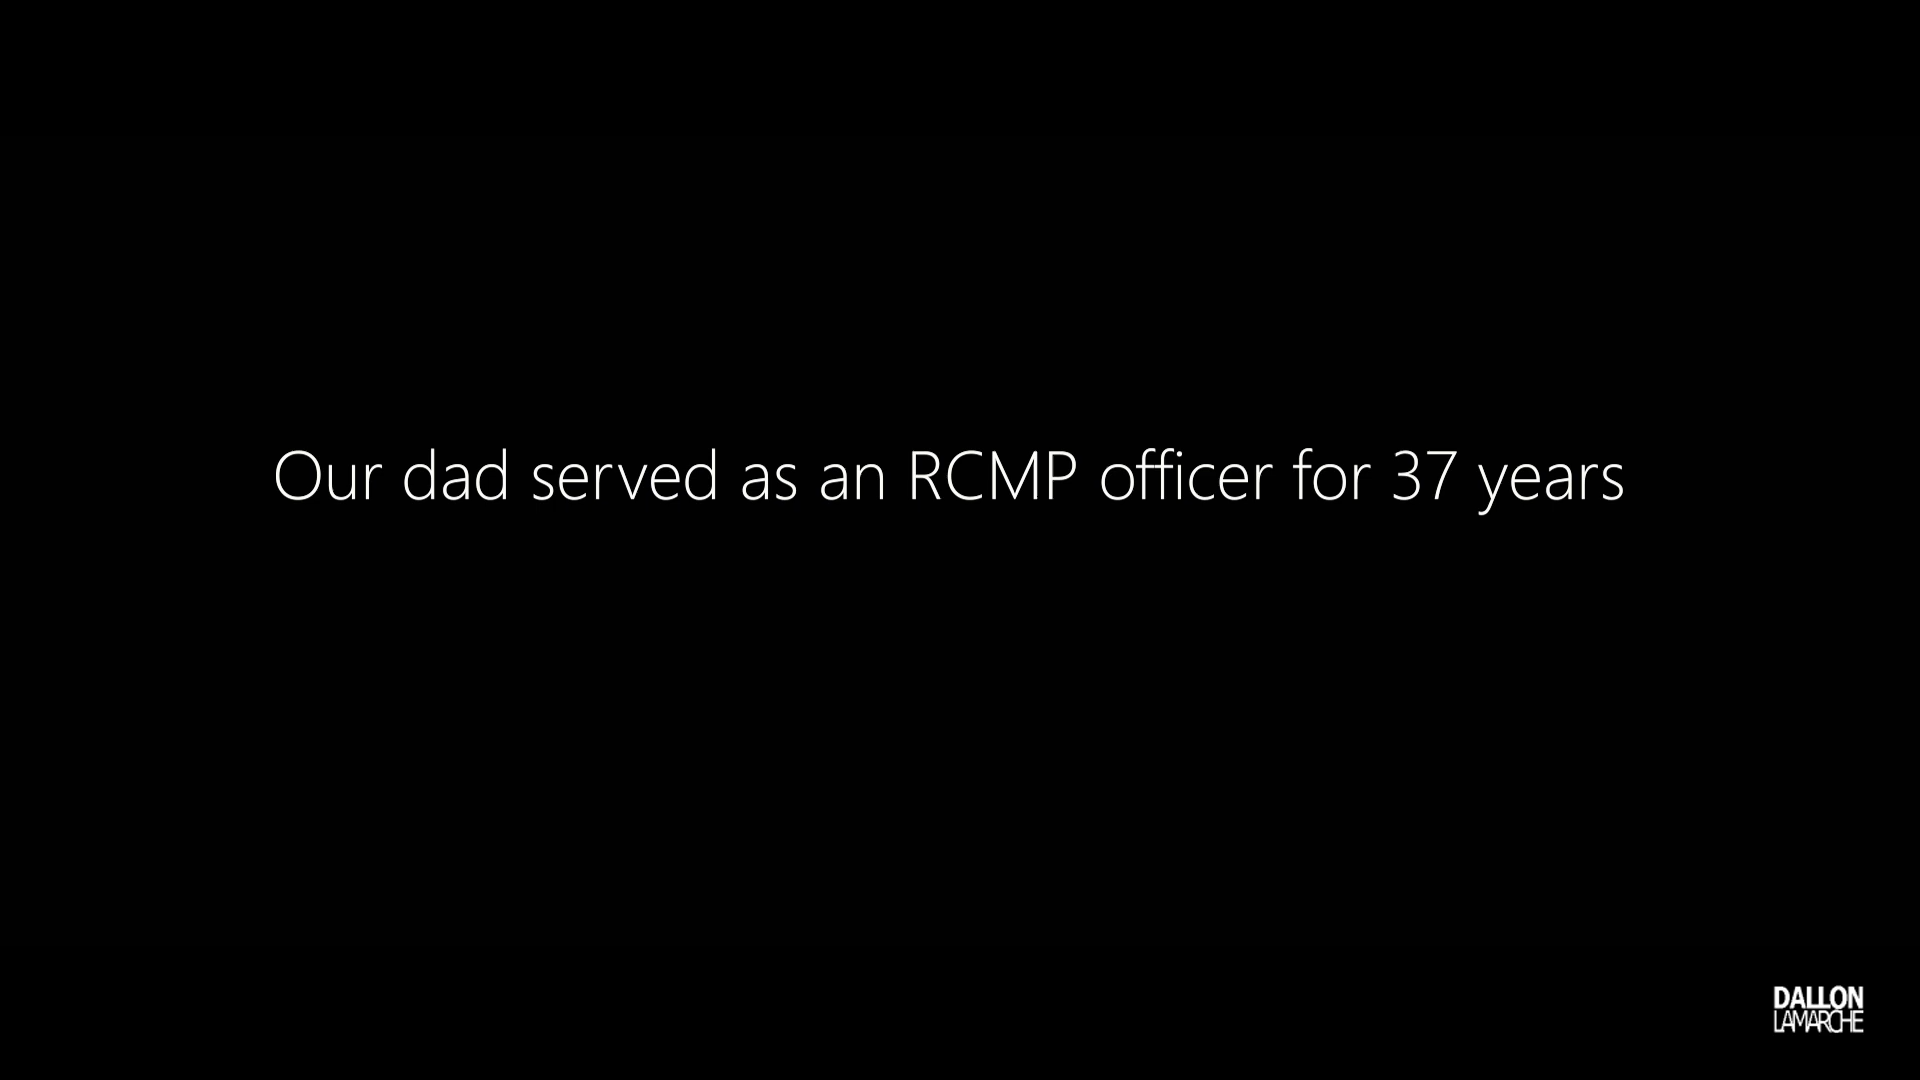 Our dad served as an RCMP officer for 37 years
DALLON
LAMARCHE